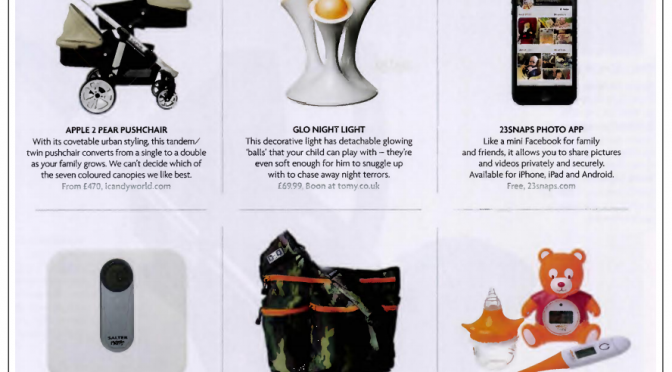 APPLE 2 PEAR PUSHCHAIR
With its covetable urban styling, this tandem/
twin pushchair converts from a single to a double
as your family grows. We can't decide which of
the seven coloured canopies we like best.
From £470, icandyworld.com
GLO NIGHT LIGHT
This decorative light has detachable glowing
'balls' that your child can play with – they're
even soft enough for him to snuggle up
with to chase away night terrors.
£69.99, Boon at tomy.co.uk
23SNAPS PHOTO APP
Like a mini Facebook for family
and friends, it allows you to share pictures
and videos privately and securely.
Available for iPhone, iPad and Android.
Free, 23snaps.com
SALTER